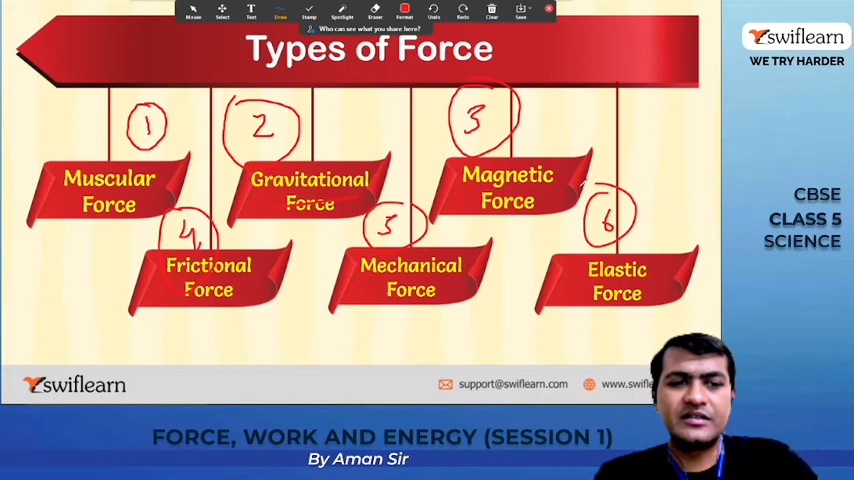 Mouse Select Text Draw Stamp Spotlight Eraser Format Undo Redo Clear Save
Who can see what you share here?
Types of Force
swiflearn
WE TRY HARDER
1
2
3
Muscular
Force
Gravitational
Force
Magnetic
Force
4
5
6
Frictional
Force
Mechanical
Force
Elastic
Force
CBSE
CLASS 5
SCIENCE
swiflearn
support@swiflearn.com
www.swifle
FORCE, WORK AND ENERGY (SESSION 1)
By Aman Sir